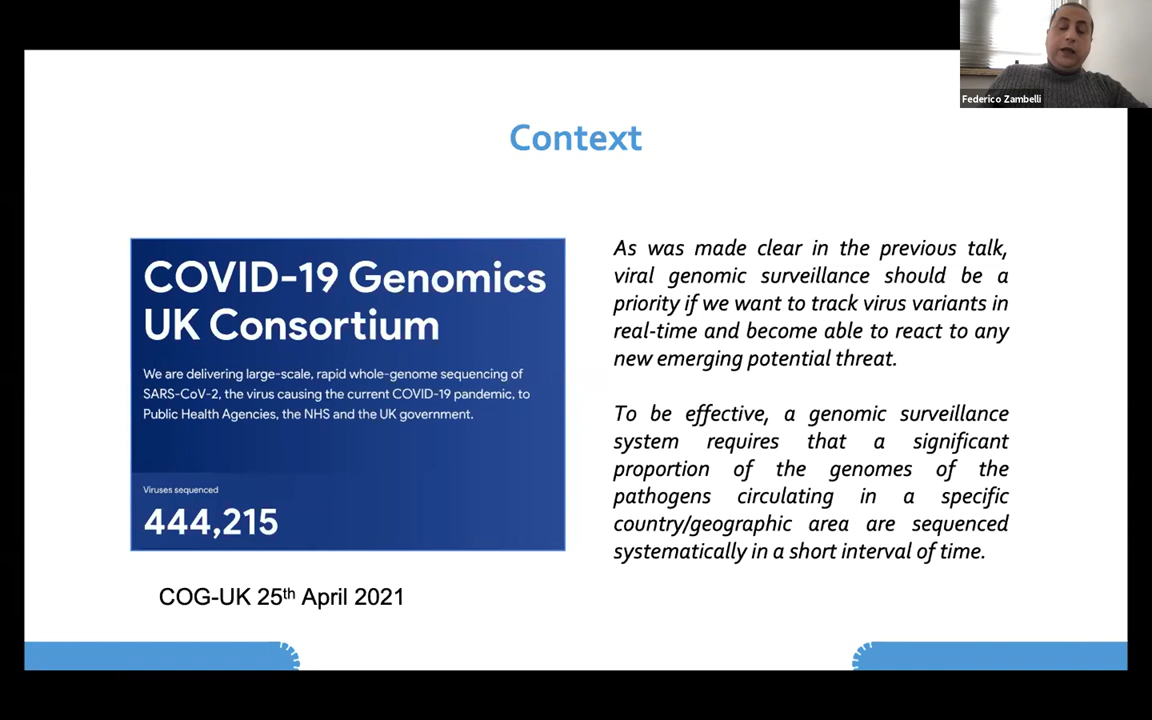 Federico Zambelli
Context
COVID-19 Genomics
UK Consortium
We are delivering large-scale, rapid whole-genome sequencing of
SARS-CoV-2, the virus causing the current COVID-19 pandemic, to
Public Health Agencies, the NHS and the UK government.
Viruses sequenced
444,215
COG-UK 25th April 2021
As was made clear in the previous talk,
viral genomic surveillance should be a
priority if we want to track virus variants in
real-time and become able to react to any
new emerging potential threat.
To be effective, a genomic surveillance
system requires that a significant
proportion of the genomes of the
pathogens circulating in a specific
country/geographic area are sequenced
systematically in a short interval of time.